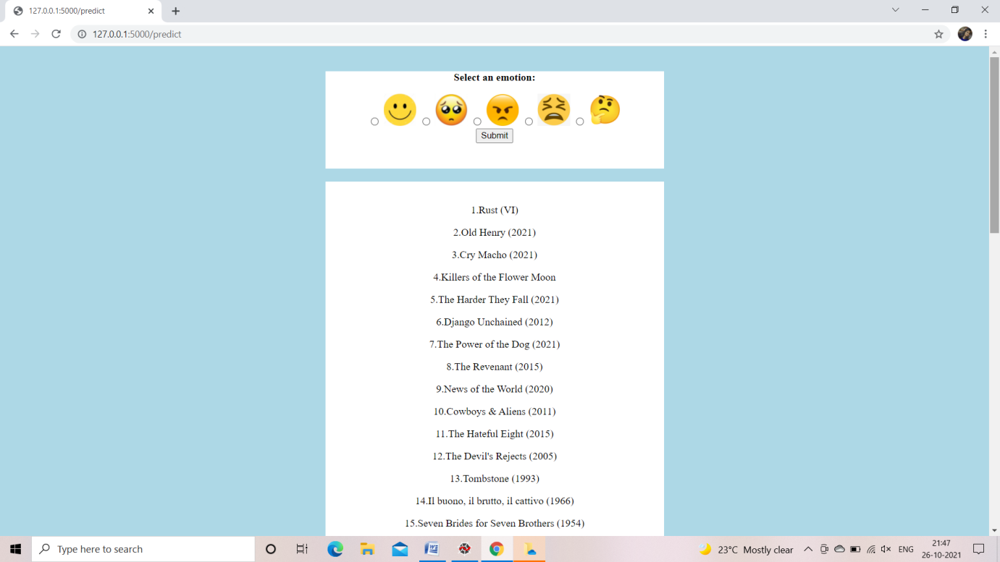 127.0.0.1:5000/predict
127.0.0.1:5000/predict
Select an emotion:
Submit
1.Rust (VI)
2.Old Henry (2021)
3.Cry Macho (2021)
4.Killers of the Flower Moon
5.The Harder They Fall (2021)
6.Django Unchained (2012)
7.The Power of the Dog (2021)
8.The Revenant (2015)
9.News of the World (2020)
10.Cowboys & Aliens (2011)
11.The Hateful Eight (2015)
12.The Devil's Rejects (2005)
13.Tombstone (1993)
14.Il buono, il brutto, il cattivo (1966)
15.Seven Brides for Seven Brothers (1954)
Type here to search
23°C Mostly clear
ENG
21:47
26-10-2021